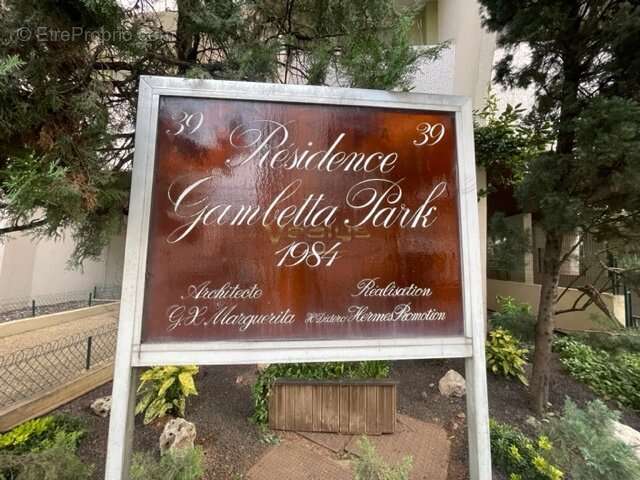 © EtreProprio.com
39 39
Résidence
Gambetta Park
1984
Architecte Réalisation
G.X. Marguerita Hermes Promotion